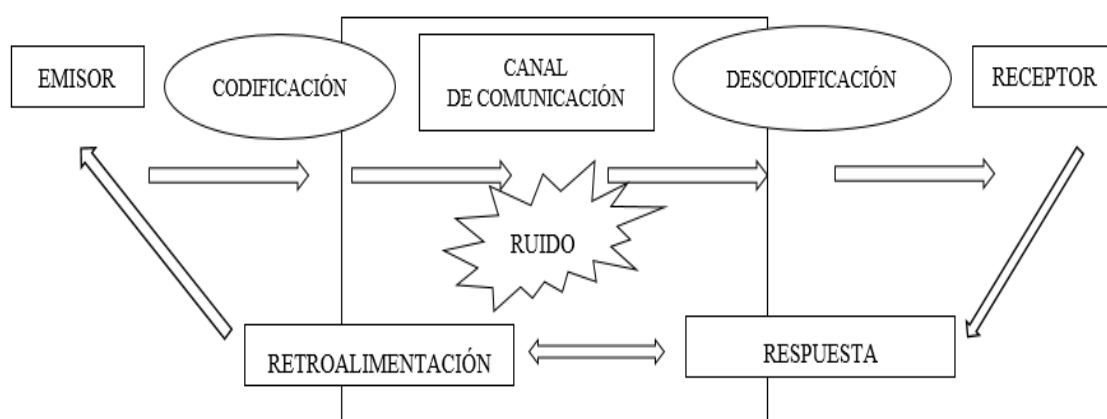 EMISOR
CODIFICACIÓN
CANAL
DE COMUNICACIÓN
DESCODIFICACIÓN
RECEPTOR
RUIDO
RETROALIMENTACIÓN
RESPUESTA